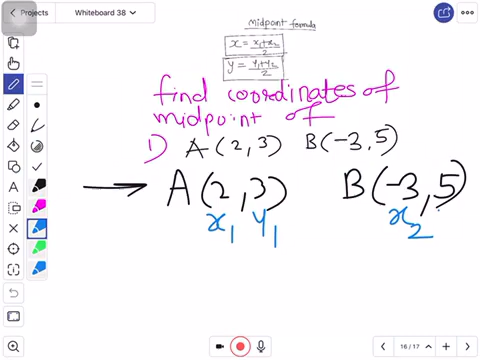 Projects
Whiteboard 38
Midpoint formula
x = x₁+x₂/2
y = y₁+y₂/2
find coordinates of
midpoint of
1) A (2, 3) B(-3, 5)
A (2, 3) B(-3, 5)
x₁ y₁ x₂
A
16/17